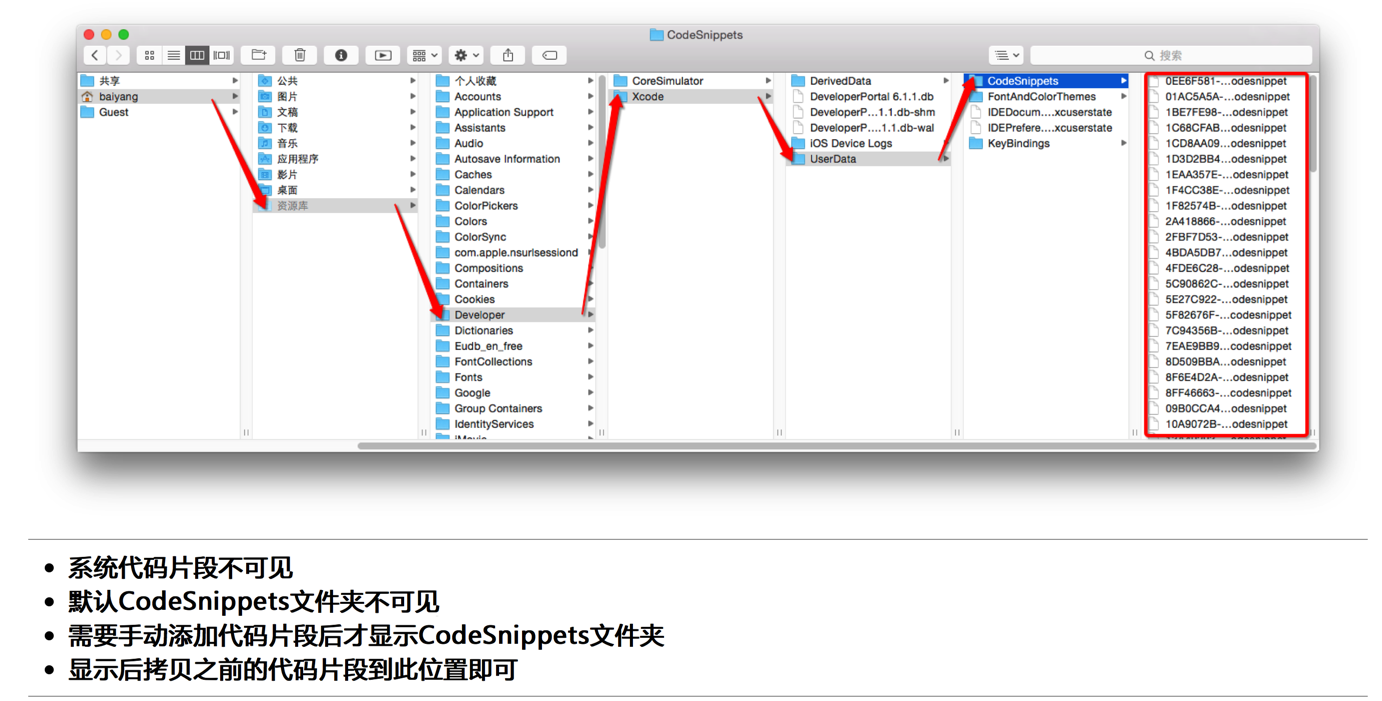 CodeSnippets
搜索
共享
baiyang
Guest
公共
图片
文稿
下载
音乐
应用程序
影片
桌面
资源库
个人收藏
Accounts
Application Support
Assistants
Audio
Autosave Information
Caches
Calendars
ColorPickers
Colors
ColorSync
com.apple.nsurlsessiond
Compositions
Containers
Cookies
Developer
Dictionaries
Eudb_en_free
FontCollections
Fonts
Google
Group Containers
IdentityServices
iMovie
CoreSimulator
Xcode
DerivedData
DeveloperPortal 6.1.1.db
DeveloperP...1.1.db-shm
DeveloperP....1.1.db-wal
iOS Device Logs
UserData
CodeSnippets
FontAndColorThemes
IDEDocum....xcuserstate
IDEPrefere....xcuserstate
KeyBindings
0EE6F581-...odesnippet
01AC5A5A-...odesnippet
1BE7FE98-...odesnippet
1C68CFAB...odesnippet
1CD8AA09...odesnippet
1D3D2BB4...odesnippet
1EAA357E-...odesnippet
1F4CC38E-...odesnippet
1F82574B-...odesnippet
2A418866-...odesnippet
2FBF7D53-...odesnippet
4BDA5DB7...odesnippet
4FDE6C28-...odesnippet
5C90862C-...odesnippet
5E27C922-...odesnippet
5F82676F-...codesnippet
7C94356B-...odesnippet
7EAE9BB9...codesnippet
8D509BBA...odesnippet
8F6E4D2A-...odesnippet
8FF46663-...codesnippet
09B0CCA4...odesnippet
10A9072B-...odesnippet
• 系统代码片段不可见
• 默认CodeSnippets文件夹不可见
• 需要手动添加代码片段后才显示CodeSnippets文件夹
• 显示后拷贝之前的代码片段到此位置即可